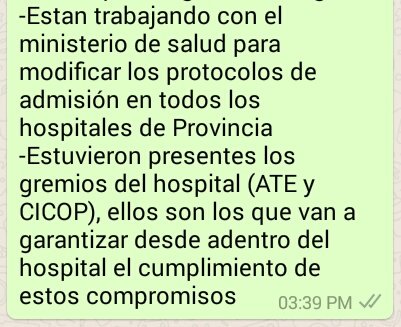 -Estan trabajando con el
ministerio de salud para
modificar los protocolos de
admisión en todos los
hospitales de Provincia
-Estuvieron presentes los
gremios del hospital (ATE y
CICOP), ellos son los que van a
garantizar desde adentro del
hospital el cumplimiento de
estos compromisos
03:39 PM